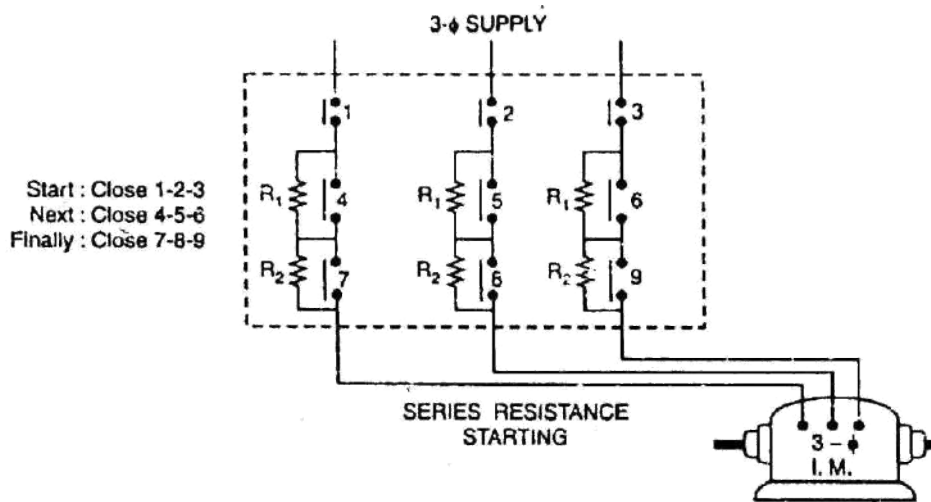 3-ϕ SUPPLY
1
2
3
Start : Close 1-2-3
Next : Close 4-5-6
Finally : Close 7-8-9
R₁
4
R₁
5
R₁
6
R₂
7
R₂
8
R₂
9
SERIES RESISTANCE
STARTING
3 – ϕ
I. M.